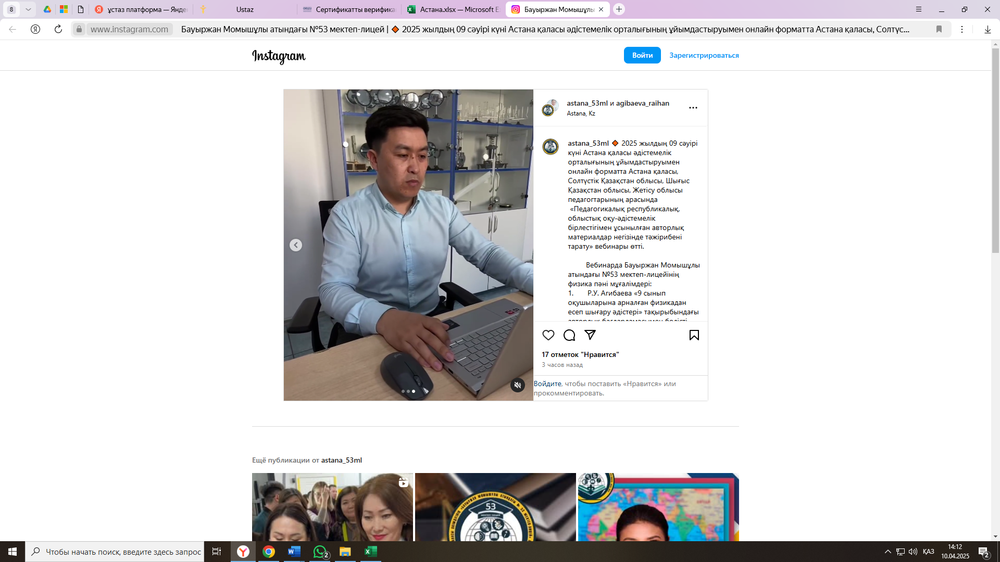 8
ұстаз платформа — Янде
Ustaz
Сертификатты верифика
Астана.xlsx — Microsoft E
Бауыржан Момышұлы
www.instagram.com
Бауыржан Момышұлы атындағы №53 мектеп-лицей | 🔸 2025 жылдың 09 сәуірі күні Астана қаласы әдістемелік орталығының ұйымдастыруымен онлайн форматта Астана қаласы, Солтүс...
Instagram
Войти
Зарегистрироваться
astana_53ml и agibaeva_raihan
Astana, Kz
astana_53ml 🔸 2025 жылдың 09 сәуірі
күні Астана қаласы әдістемелік
орталығының ұйымдастыруымен
онлайн форматта Астана қаласы,
Солтүстік Қазақстан облысы, Шығыс
Қазақстан облысы, Жетісу облысы
педагогтарының арасында
«Педагогикалық республикалық,
облыстық оқу-әдістемелік
бірлестігімен ұсынылған авторлық
материалдар негізінде тәжірибені
тарату» вебинары өтті.
Вебинарда Бауыржан Момышұлы
атындағы №53 мектеп-лицейінің
физика пәні мұғалімдері:
1. Р.У. Агибаева «9 сынып
оқушыларына арналған физикадан
есеп шығару әдістері» тақырыбындағы
авторлық бағдарламасымен бөлісті
17 отметок "Нравится"
3 часов назад
Войдите, чтобы поставить «Нравится» или
прокомментировать.
Ещё публикации от astana_53ml
53
Чтобы начать поиск, введите здесь запрос
2
ҚАЗ
14:12
10.04.2025
2